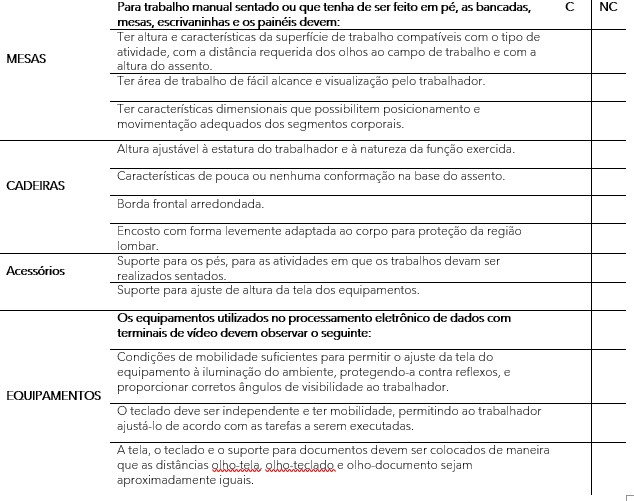 Para trabalho manual sentado ou que tenha de ser feito em pé, as bancadas, C NC
mesas, escrivaninhas e os painéis devem:
Ter altura e características da superfície de trabalho compatíveis com o tipo de
MESAS
atividade, com a distância requerida dos olhos ao campo de trabalho e com a
altura do assento.
Ter área de trabalho de fácil alcance e visualização pelo trabalhador.
Ter características dimensionais que possibilitem posicionamento e
movimentação adequados dos segmentos corporais.
Altura ajustável à estatura do trabalhador e à natureza da função exercida.
CADEIRAS
Características de pouca ou nenhuma conformação na base do assento.
Borda frontal arredondada.
Encosto com forma levemente adaptada ao corpo para proteção da região
lombar.
Acessórios
Suporte para os pés, para as atividades em que os trabalhos devam ser
realizados sentados.
Suporte para ajuste de altura da tela dos equipamentos.
Os equipamentos utilizados no processamento eletrônico de dados com
terminais de vídeo devem observar o seguinte:
EQUIPAMENTOS
Condições de mobilidade suficientes para permitir o ajuste da tela do
equipamento à iluminação do ambiente, protegendo-a contra reflexos, e
proporcionar corretos ângulos de visibilidade ao trabalhador.
O teclado deve ser independente e ter mobilidade, permitindo ao trabalhador
ajustá-lo de acordo com as tarefas a serem executadas.
A tela, o teclado e o suporte para documentos devem ser colocados de maneira
que as distâncias olho-tela, olho-teclado e olho-documento sejam
aproximadamente iguais.